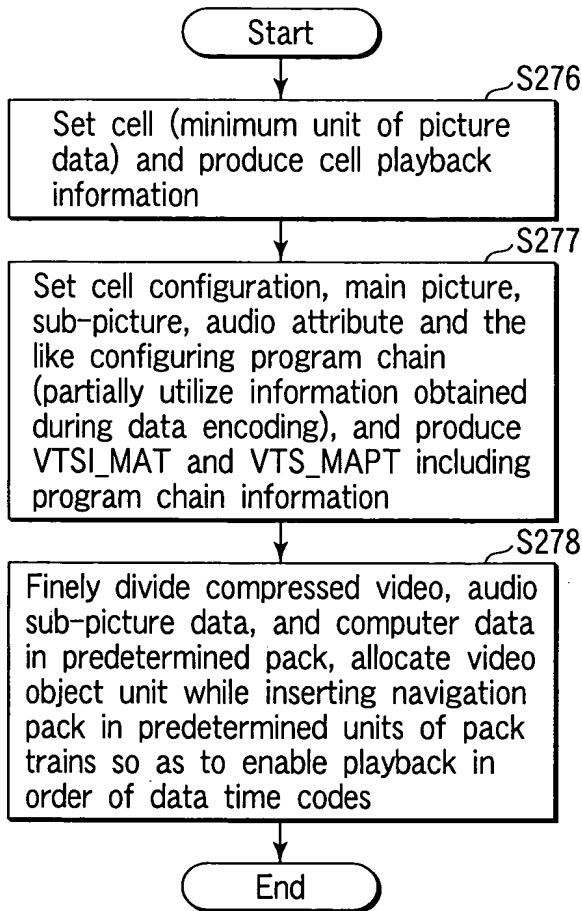 Start
S276
Set cell (minimum unit of picture
data) and produce cell playback
information
S277
Set cell configuration, main picture,
sub-picture, audio attribute and the
like configuring program chain
(partially utilize information obtained
during data encoding), and produce
VTSI_MAT and VTS_MAPT including
program chain information
S278
Finely divide compressed video, audio
sub-picture data, and computer data
in predetermined pack, allocate video
object unit while inserting navigation
pack in predetermined units of pack
trains so as to enable playback in
order of data time codes
End